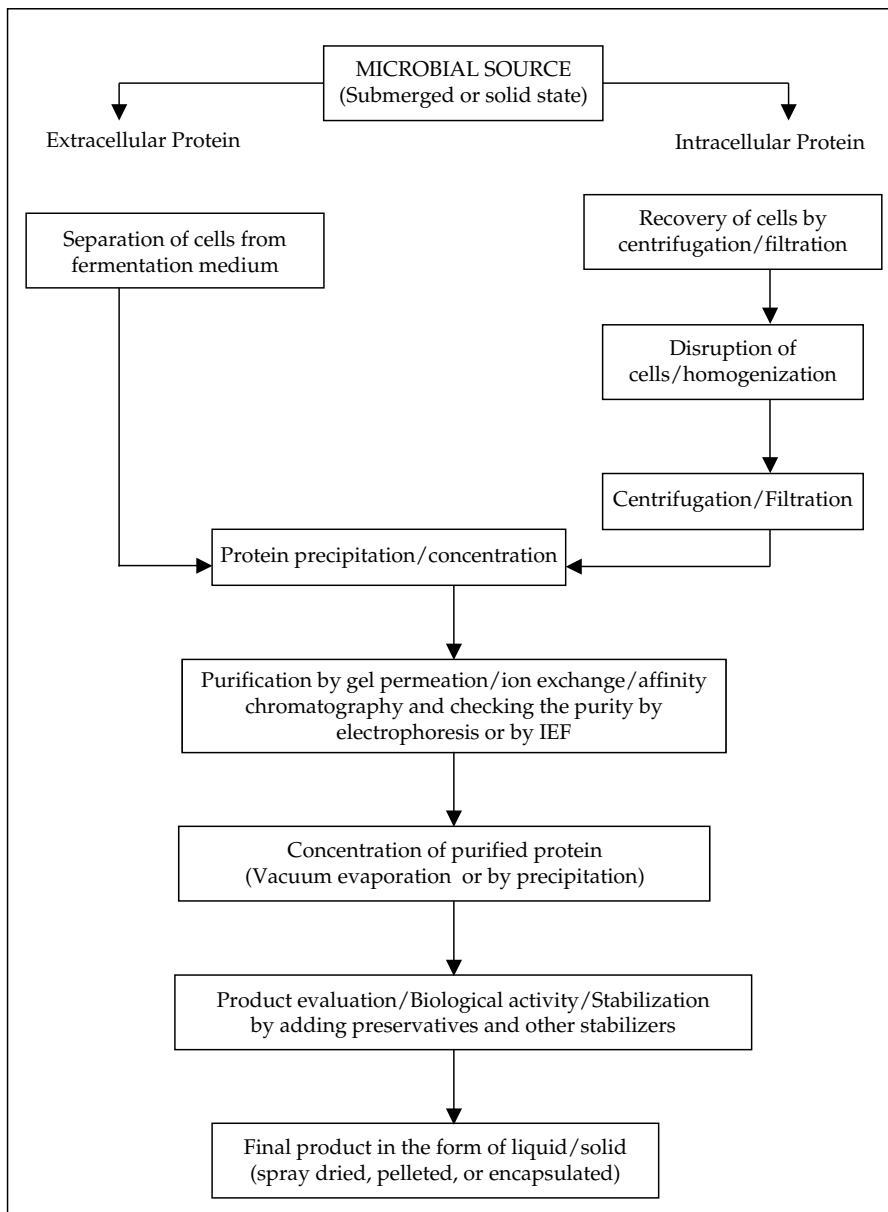 MICROBIAL SOURCE
(Submerged or solid state)
Extracellular Protein
Intracellular Protein
Separation of cells from
fermentation medium
Recovery of cells by
centrifugation/filtration
Disruption of
cells/homogenization
Centrifugation/Filtration
Protein precipitation/concentration
Purification by gel permeation/ion exchange/affinity
chromatography and checking the purity by
electrophoresis or by IEF
Concentration of purified protein
(Vacuum evaporation or by precipitation)
Product evaluation/Biological activity/Stabilization
by adding preservatives and other stabilizers
Final product in the form of liquid/solid
(spray dried, pelleted, or encapsulated)